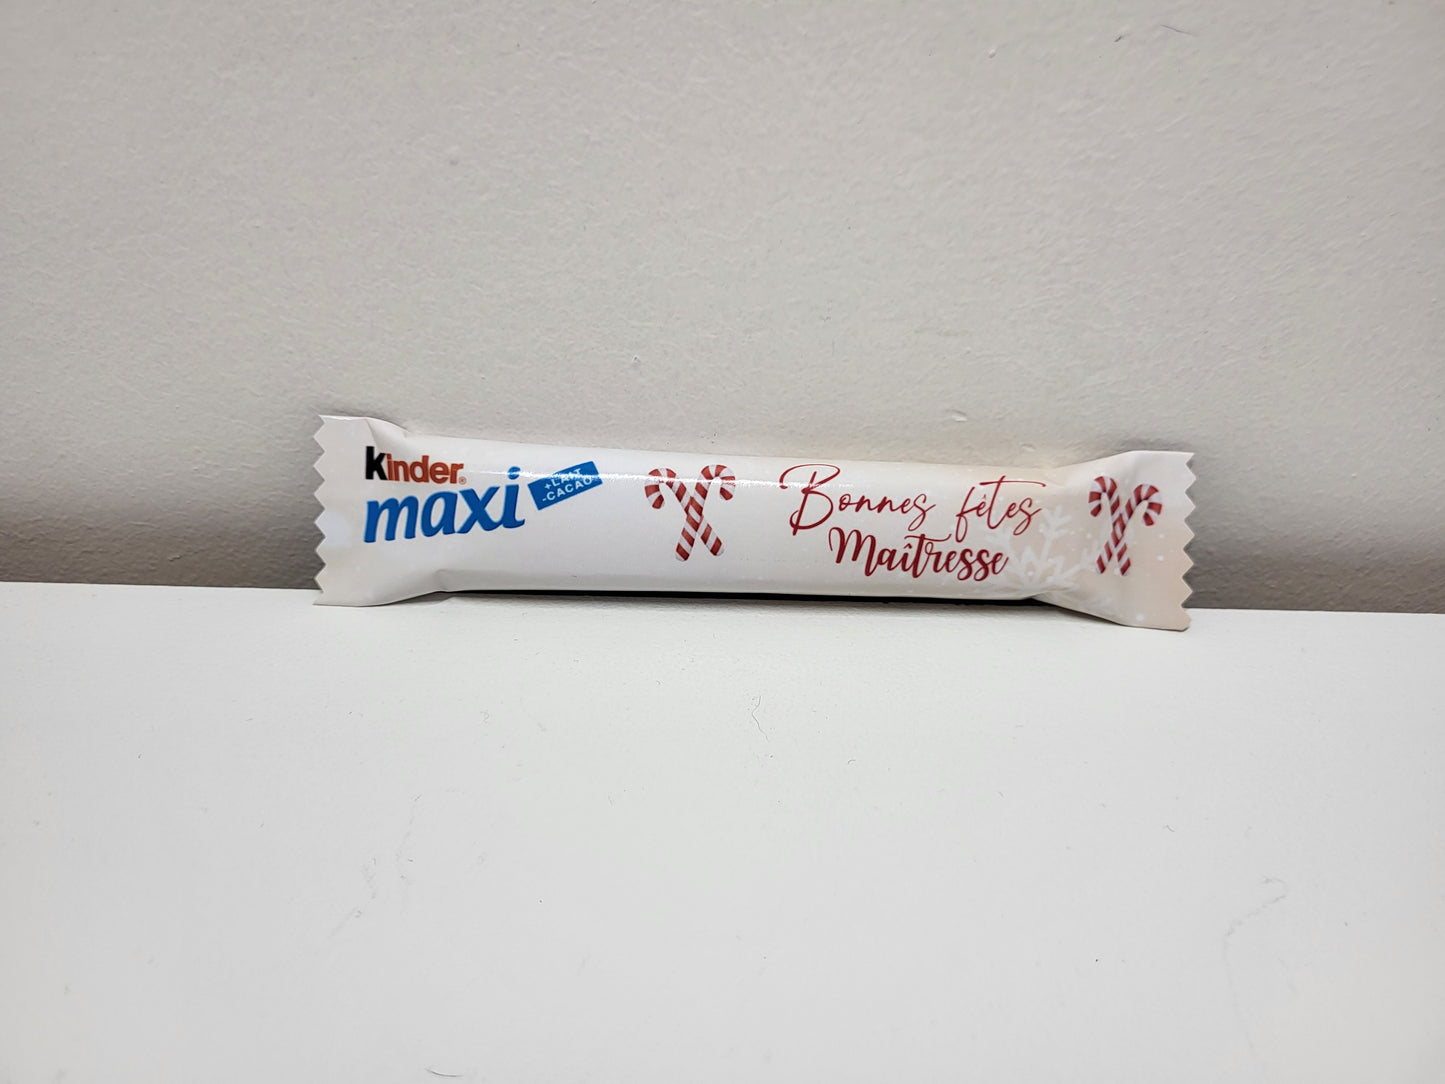 Kinder®
maxi
+LAIT
-CACAO
Bonnes fêtes
Maîtresse